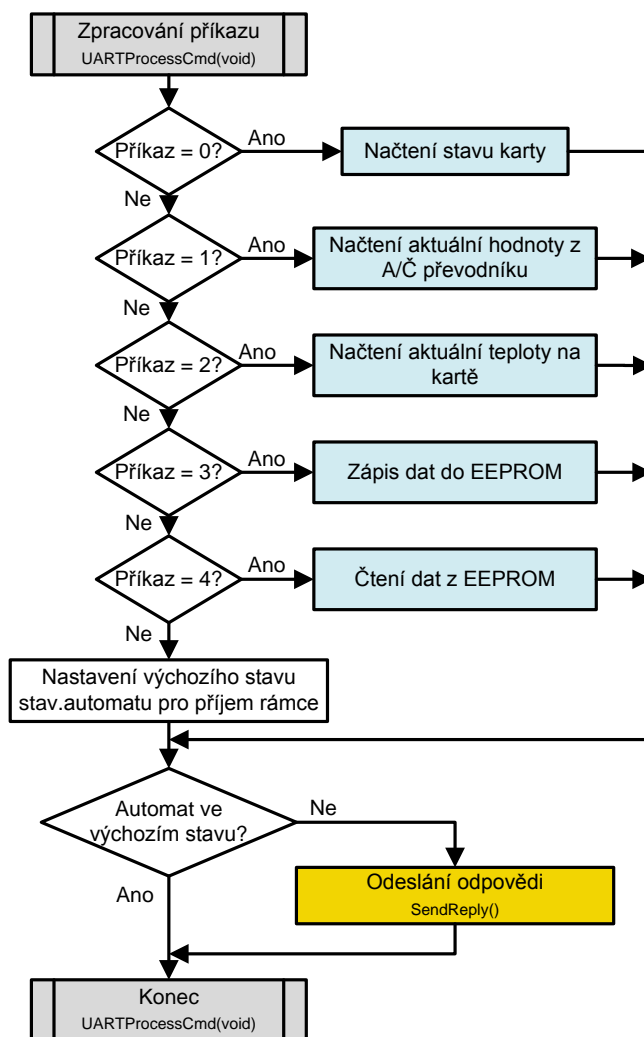 Zpracování příkazu
UARTProcessCmd(void)
Příkaz = 0?
Ano
Načtení stavu karty
Ne
Příkaz = 1?
Ano
Načtení aktuální hodnoty z
A/Č převodníku
Ne
Příkaz = 2?
Ano
Načtení aktuální teploty na
kartě
Ne
Příkaz = 3?
Ano
Zápis dat do EEPROM
Ne
Příkaz = 4?
Ano
Čtení dat z EEPROM
Ne
Nastavení výchozího stavu
stav.automatu pro příjem rámce
Automat ve
výchozím stavu?
Ne
Odeslání odpovědi
SendReply()
Ano
Konec
UARTProcessCmd(void)